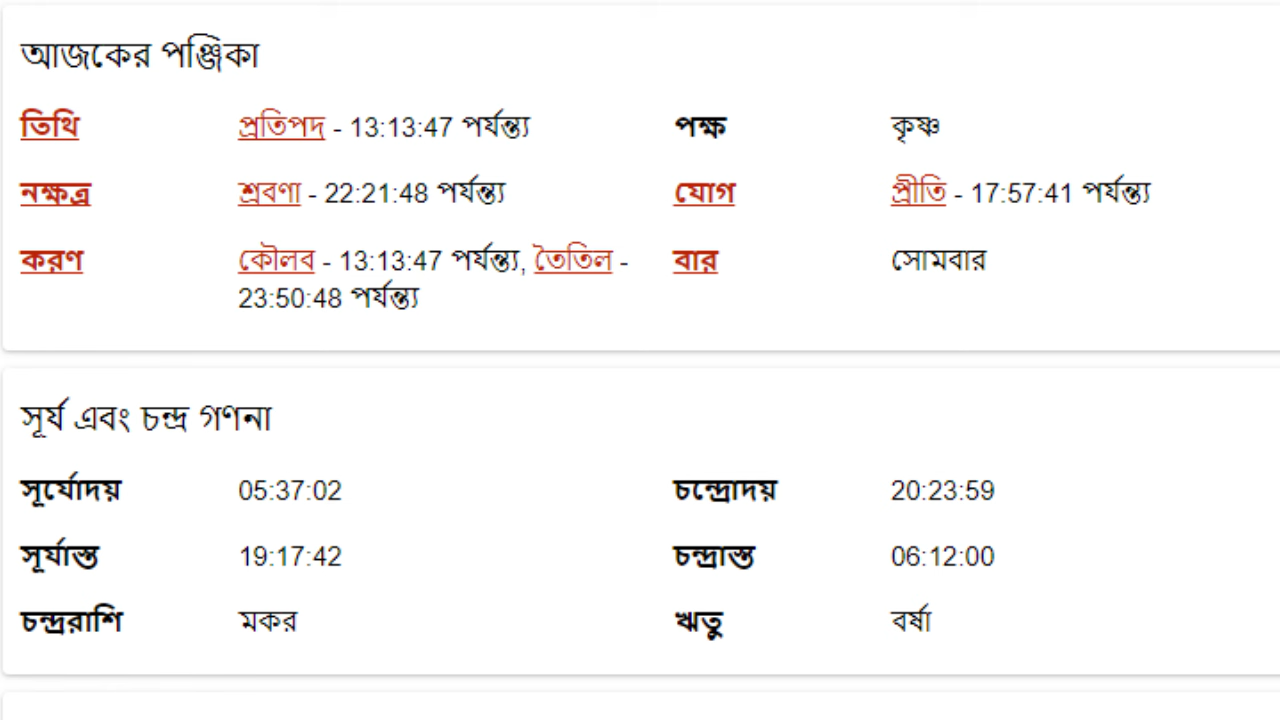 আজকের পঞ্জিকা
তিথি প্রতিপদ - 13:13:47 পর্যন্ত্য পক্ষ কৃষ্ণ
নক্ষত্র শ্রবণা - 22:21:48 পর্যন্ত্য যোগ প্রীতি - 17:57:41 পর্যন্ত্য
করণ কৌলব - 13:13:47 পর্যন্ত্য, তৈতিল - বার সোমবার
23:50:48 পর্যন্ত্য
সূর্য এবং চন্দ্র গণনা
সূর্যোদয় 05:37:02 চন্দ্রোদয় 20:23:59
সূর্যাস্ত 19:17:42 চন্দ্রাস্ত 06:12:00
চন্দ্ররাশি মকর ঋতু বর্ষা